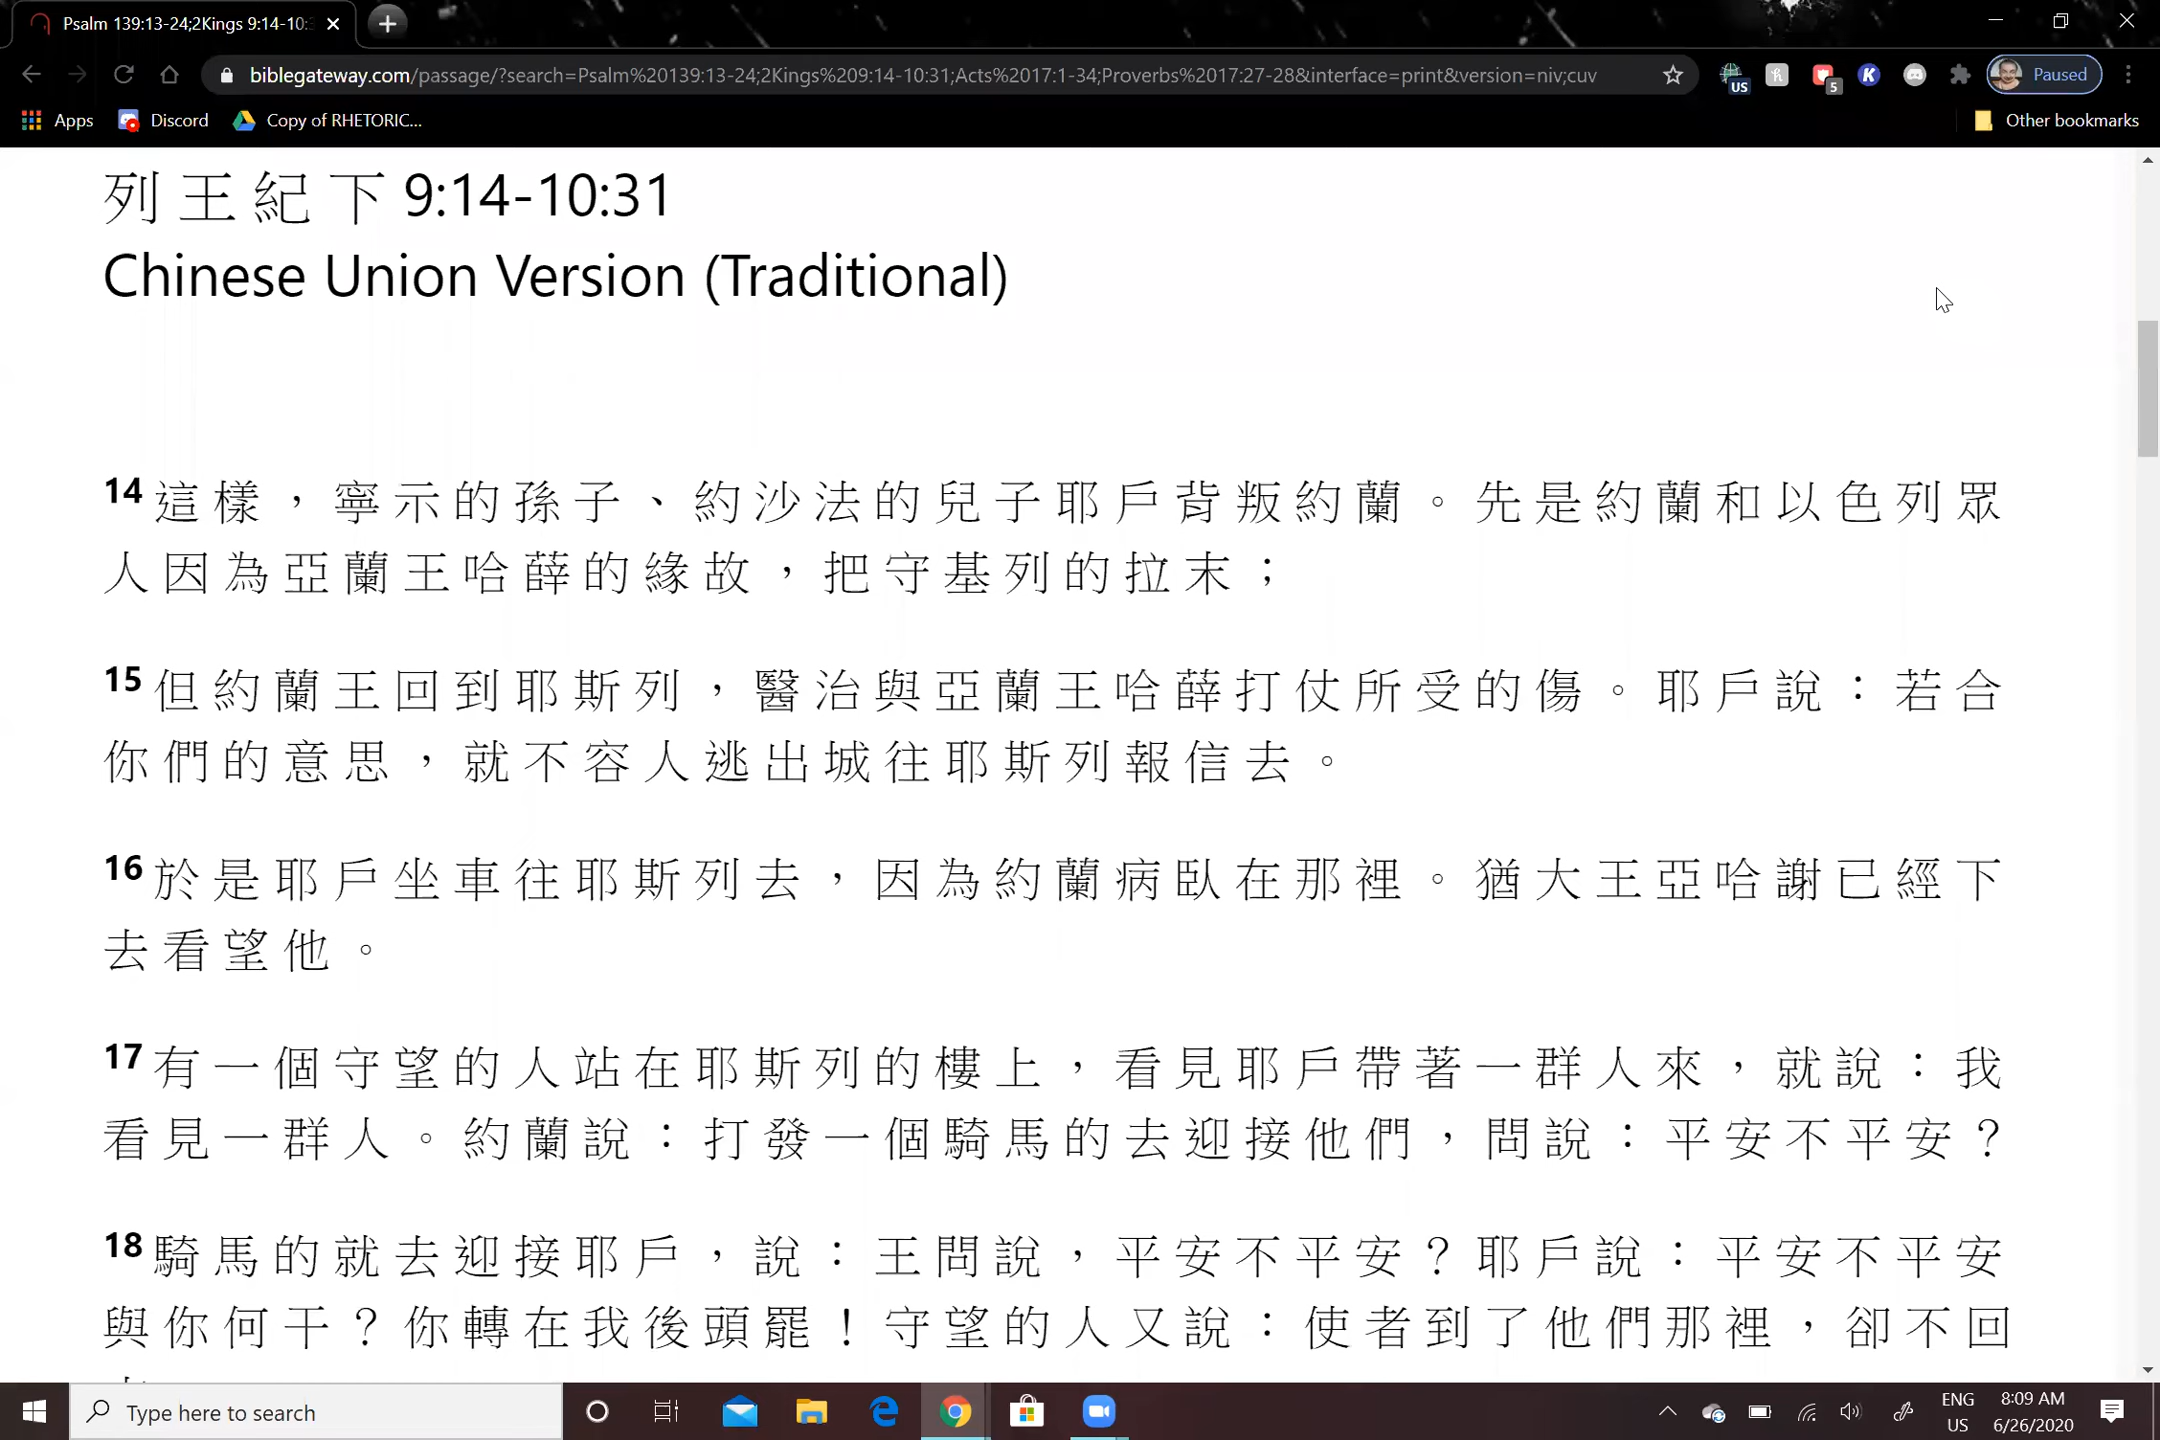 Psalm 139:13-24;2Kings 9:14-10:3
biblegateway.com/passage/?search=Psalm%20139:13-24;2Kings%209:14-10:31;Acts%2017:1-34;Proverbs%2017:27-28&interface=print&version=niv;cuv
US
5
K
Paused
Apps
Discord
Copy of RHETORIC...
Other bookmarks
列王紀下 9:14-10:31
Chinese Union Version (Traditional)
14 這樣，寧示的孫子、約沙法的兒子耶戶背叛約蘭。先是約蘭和以色列眾
人因為亞蘭王哈薛的緣故，把守基列的拉末；
15 但約蘭王回到耶斯列，醫治與亞蘭王哈薛打仗所受的傷。耶戶說：若合
你們的意思，就不容人逃出城往耶斯列報信去。
16 於是耶戶坐車往耶斯列去，因為約蘭病臥在那裡。猶大王亞哈謝已經下
去看望他。
17 有一個守望的人站在耶斯列的樓上，看見耶戶帶著一群人來，就說：我
看見一群人。約蘭說：打發一個騎馬的去迎接他們，問說：平安不平安？
18 騎馬的就去迎接耶戶，說：王問說，平安不平安？耶戶說：平安不平安
與你何干？你轉在我後頭罷！守望的人又說：使者到了他們那裡，卻不回
Type here to search
ENG
US
8:09 AM
6/26/2020